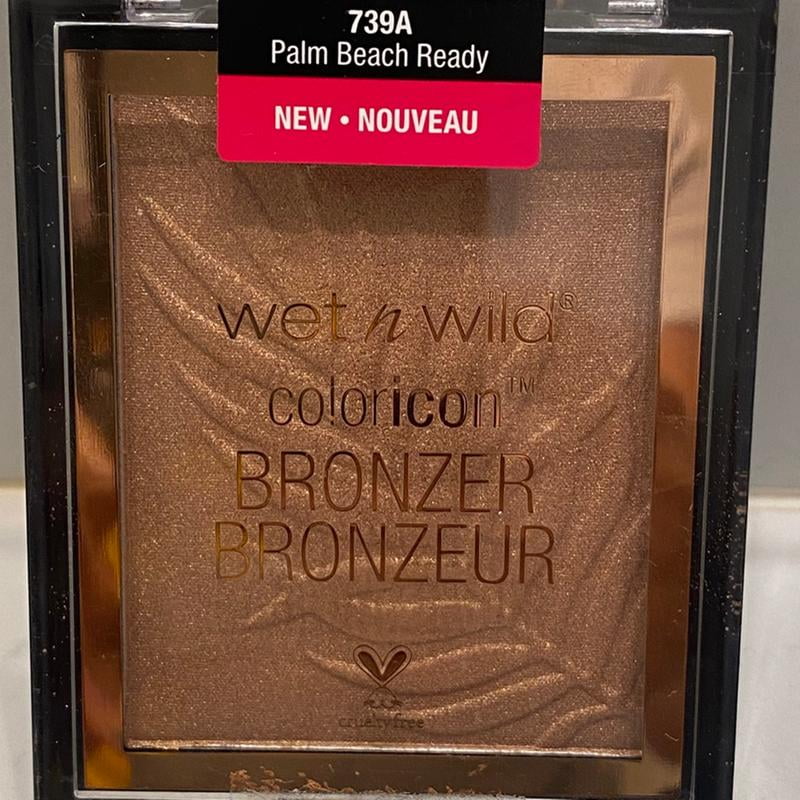 739A
Palm Beach Ready
NEW • NOUVEAU
wet n wild®
coloricon™
BRONZER
BRONZEUR
crueltyfree